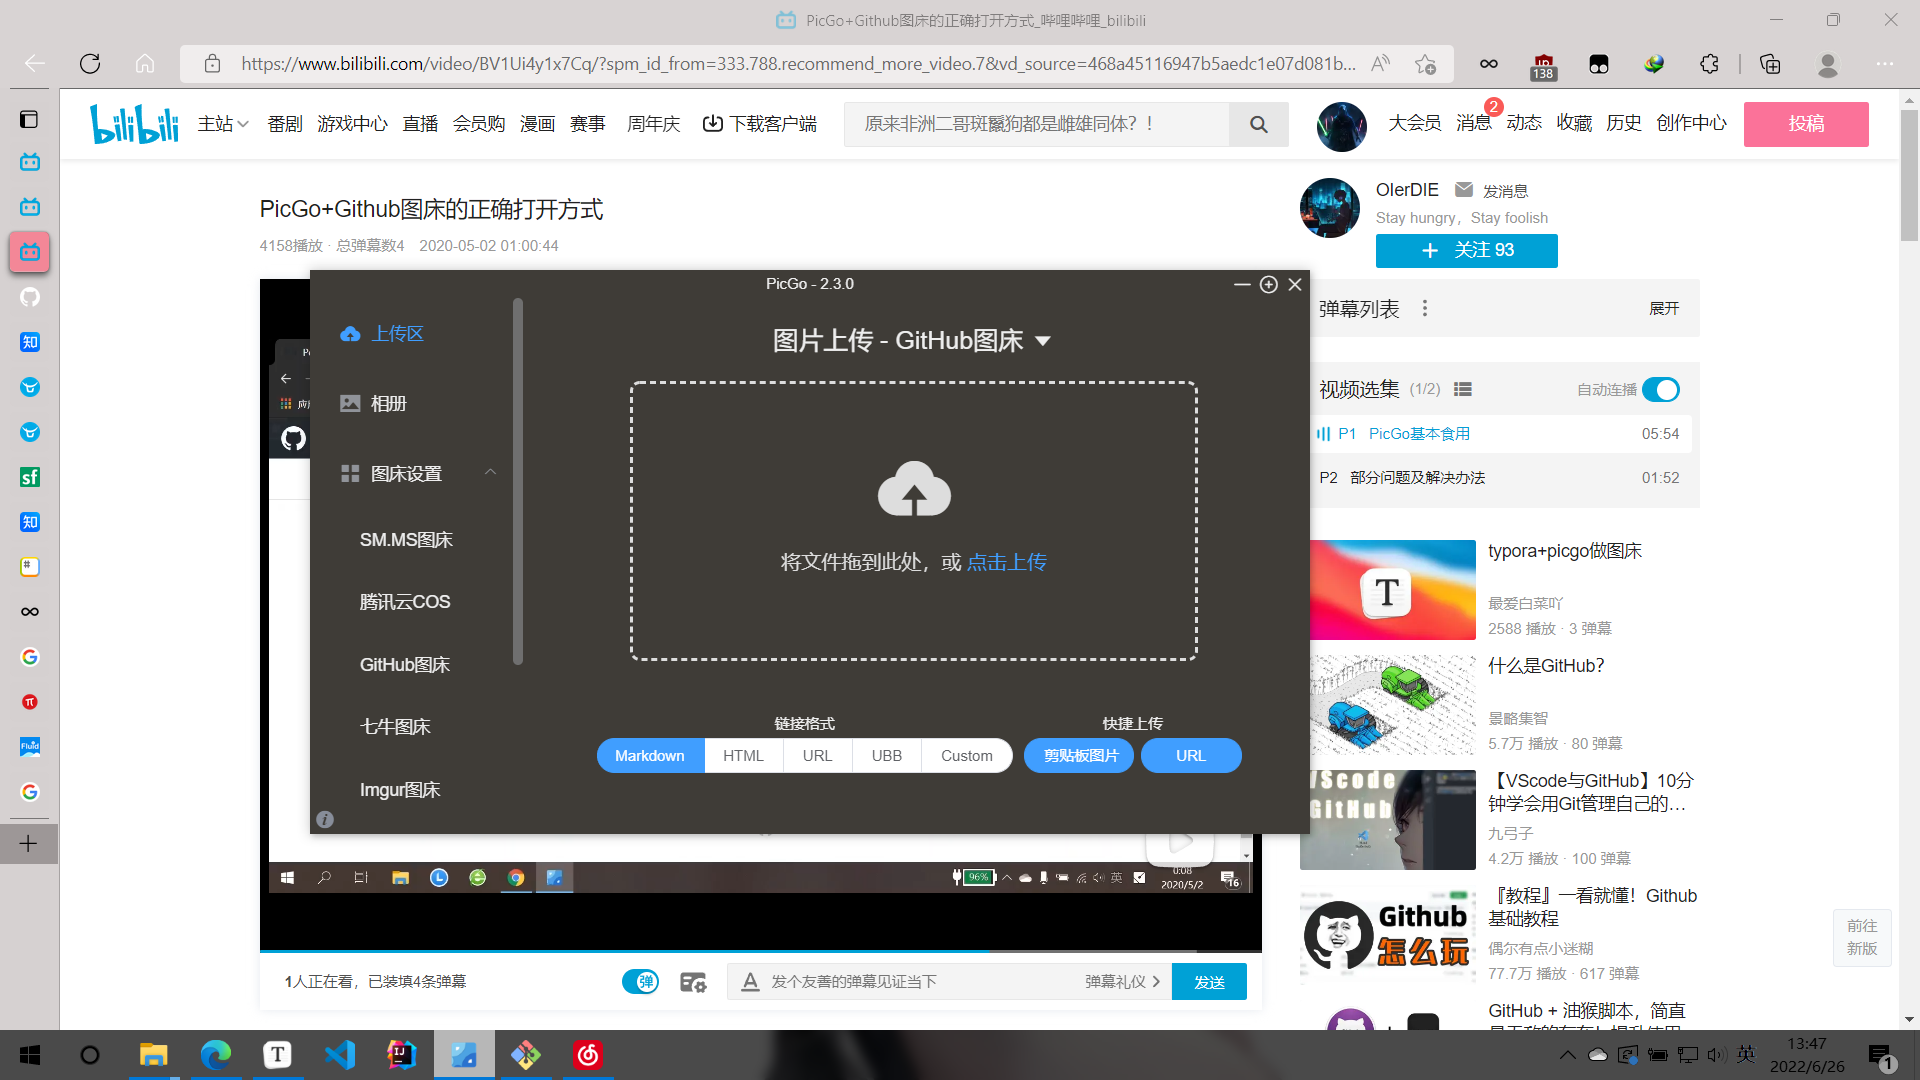 PicGo+Github图床的正确打开方式_哔哩哔哩_bilibili
https://www.bilibili.com/video/BV1Ui4y1x7Cq/?spm_id_from=333.788.recommend_more_video.7&vd_source=468a45116947b5aedc1e07d081b...
138
bilibili 主站 番剧 游戏中心 直播 会员购 漫画 赛事 周年庆 下载客户端
原来非洲二哥斑鬣狗都是雌雄同体？！
大会员 消息 2 动态 收藏 历史 创作中心 投稿
PicGo+Github图床的正确打开方式
4158播放 · 总弹幕数4 2020-05-02 01:00:44
OIerDIE 发消息
Stay hungry，Stay foolish
+ 关注 93
PicGo - 2.3.0
上传区
相册
图床设置
SM.MS图床
腾讯云COS
GitHub图床
七牛图床
Imgur图床
图片上传 - GitHub图床
将文件拖到此处，或 点击上传
链接格式
Markdown HTML URL UBB Custom
快捷上传
剪贴板图片 URL
弹幕列表 展开
视频选集 (1/2) 自动连播
P1 PicGo基本食用 05:54
P2 部分问题及解决办法 01:52
typora+picgo做图床
最爱白菜吖
2588 播放 · 3 弹幕
什么是GitHub？
景略集智
5.7万 播放 · 80 弹幕
VScode
GitHub
【VScode与GitHub】10分
钟学会用Git管理自己的…
九弓子
4.2万 播放 · 100 弹幕
Github
怎么玩
『教程』一看就懂！Github
基础教程
偶尔有点小迷糊
77.7万 播放 · 617 弹幕
GitHub + 油猴脚本，简直
前往
新版
96% 英 0:08
2020/5/2
16
1人正在看，已装填4条弹幕
弹
发个友善的弹幕见证当下 弹幕礼仪 发送
英 13:47
2022/6/26
1